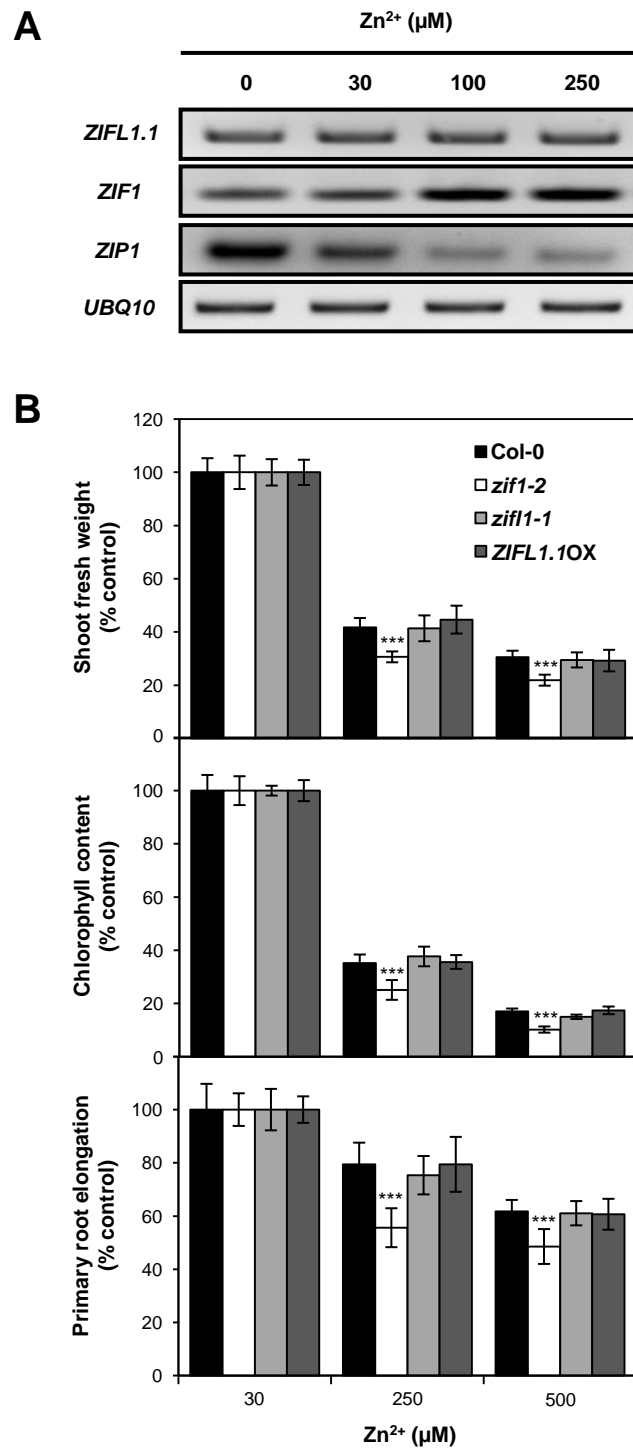 A
Zn²⁺ (µM)
0 30 100 250
ZIFL1.1
ZIF1
ZIP1
UBQ10
B
Shoot fresh weight
(% control)
120
100
80
60
40
20
0
Col-0
zif1-2
zifl1-1
ZIFL1.1OX
***
***
Chlorophyll content
(% control)
100
80
60
40
20
0
***
***
Primary root elongation
(% control)
100
80
60
40
20
0
***
***
30 250 500
Zn²⁺ (µM)